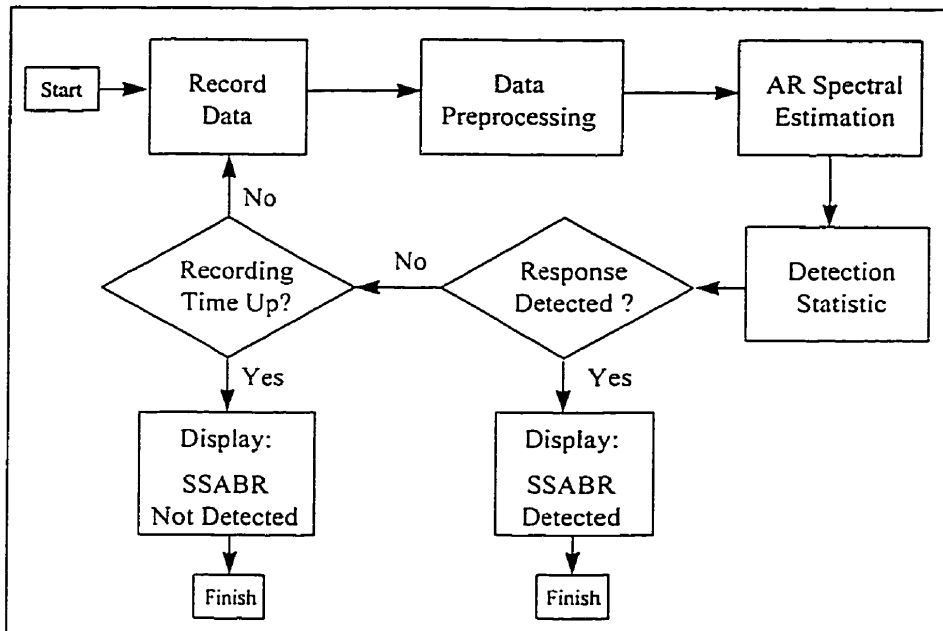 Start
Record
Data
Data
Preprocessing
AR Spectral
Estimation
Detection
Statistic
Response
Detected ?
No
Recording
Time Up?
No
Yes
Display:
SSABR
Not Detected
Finish
Yes
Display:
SSABR
Detected
Finish